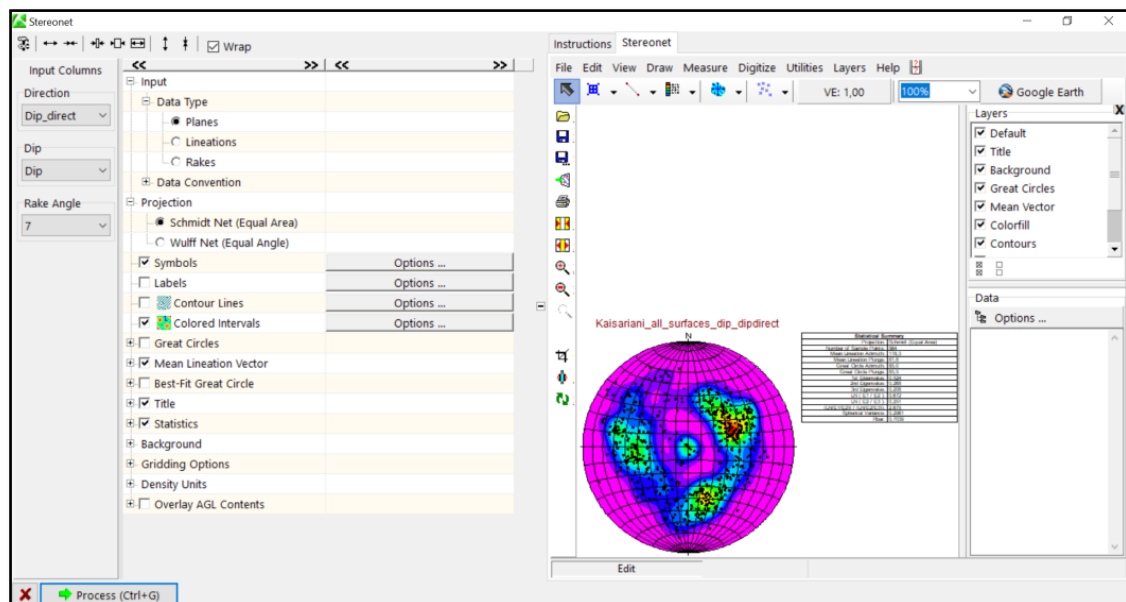 Stereonet
Wrap
Input Columns
Direction
Dip_direct
Dip
Dip
Rake Angle
7
<< >> << >>
Input
Data Type
Planes
Lineations
Rakes
Data Convention
Projection
Schmidt Net (Equal Area)
Wulff Net (Equal Angle)
Symbols Options ...
Labels Options ...
Contour Lines Options ...
Colored Intervals Options ...
Great Circles
Mean Lineation Vector
Best-Fit Great Circle
Title
Statistics
Background
Gridding Options
Density Units
Overlay AGL Contents
Process (Ctrl+G)
Instructions Stereonet
File Edit View Draw Measure Digitize Utilities Layers Help
VE: 1,00 100% Google Earth
Kaisariani_all_surfaces_dip_dipdirect
N
Statistical Summary
Edit
Layers X
Default
Title
Background
Great Circles
Mean Vector
Colorfill
Contours
Data
Options ...